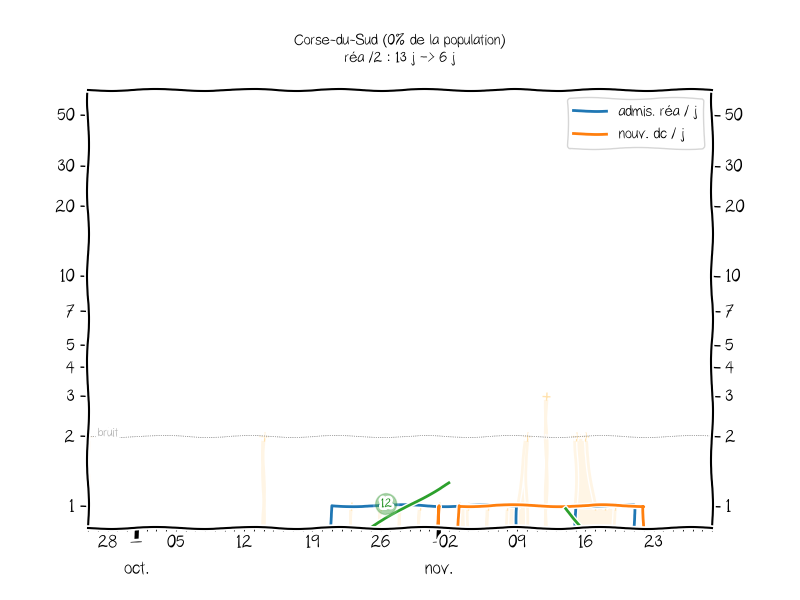 Corse-du-Sud (0% de la population)
réa /2 : 13 j -> 6 j
admis. réa / j
nouv. dc / j
50 50
30 30
20 20
10 10
7 7
5 5
4 4
3 3
2 bruit 2
1 12 1
28 05 12 19 26 02 09 16 23
oct. nov.